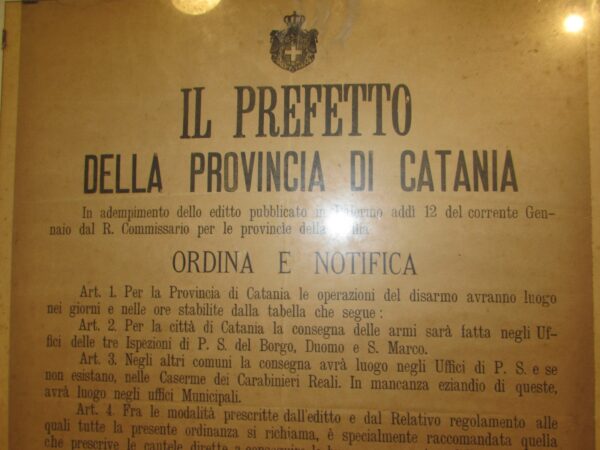 IL PREFETTO
DELLA PROVINCIA DI CATANIA
In adempimento dello editto pubblicato in Palermo addì 12 del corrente Gen-
naio dal R. Commissario per le provincie della
ORDINA E NOTIFICA
Art. 1. Per la Provincia di Catania le operazioni del disarmo avranno luogo
nei giorni e nelle ore stabilite dalla tabella che segue:
Art. 2. Per la città di Catania la consegna delle armi sarà fatta negli Uf-
fici delle tre Ispezioni di P. S. del Borgo, Duomo e S. Marco.
Art. 3. Negli altri comuni la consegna avrà luogo negli Uffici di P. S. e se
non esistano, nelle Caserme dei Carabinieri Reali. In mancanza eziandio di queste,
avrà luogo negli uffici Municipali.
Art. 4. Fra le modalità prescritte dall'editto e dal Relativo regolamento alle
quali tutte la presente ordinanza si richiama, è specialmente raccomandata quella
che prescrive le cautele dirette a